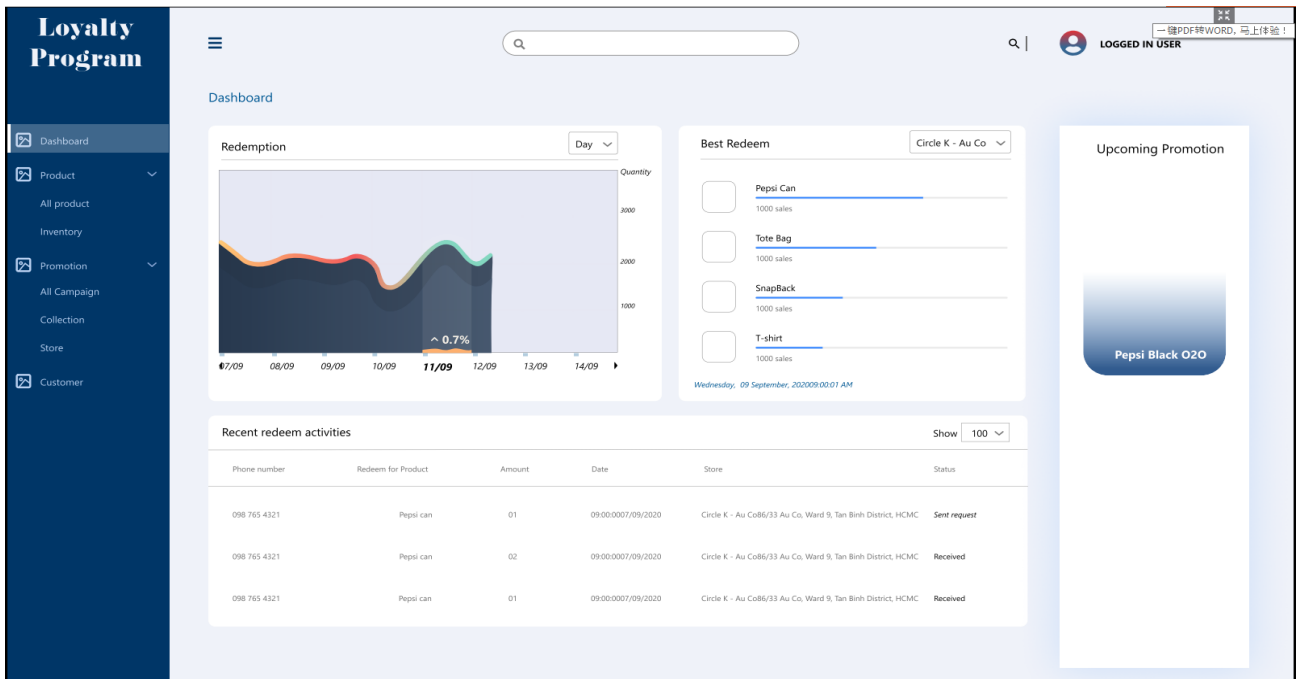 Loyalty
Program
一键PDF转WORD, 马上体验！
LOGGED IN USER
Dashboard
Dashboard
Product
All product
Inventory
Promotion
All Campaign
Collection
Store
Customer
Redemption
Day
Quantity
3000
2000
1000
^ 0.7%
07/09 08/09 09/09 10/09 11/09 12/09 13/09 14/09
Best Redeem
Circle K - Au Co
Pepsi Can
1000 sales
Tote Bag
1000 sales
SnapBack
1000 sales
T-shirt
1000 sales
Wednesday, 09 September, 202009:00:01 AM
Upcoming Promotion
Pepsi Black O2O
Recent redeem activities
Show 100
Phone number Redeem for Product Amount Date Store Status
098 765 4321 Pepsi can 01 09:00:0007/09/2020 Circle K - Au Co86/33 Au Co, Ward 9, Tan Binh District, HCMC Sent request
098 765 4321 Pepsi can 02 09:00:0007/09/2020 Circle K - Au Co86/33 Au Co, Ward 9, Tan Binh District, HCMC Received
098 765 4321 Pepsi can 01 09:00:0007/09/2020 Circle K - Au Co86/33 Au Co, Ward 9, Tan Binh District, HCMC Received